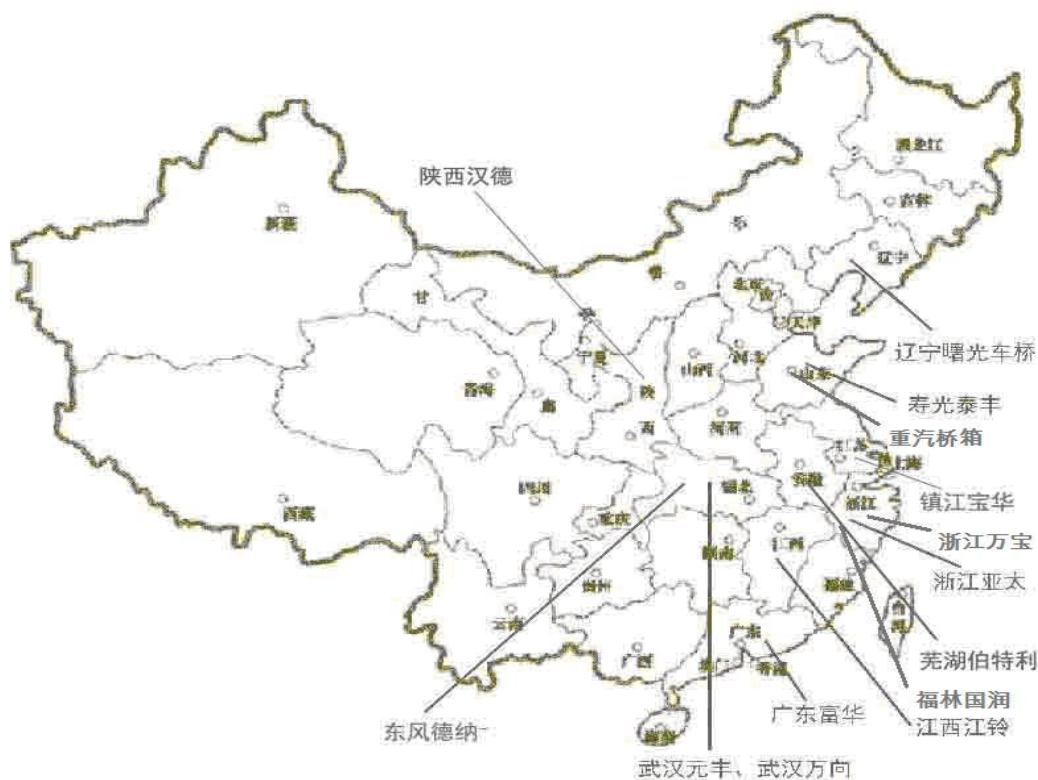 黑龙江
陕西汉德
吉林
新疆
辽宁
北京
甘
天津
宁夏
辽宁曙光车桥
山西
河北
山东
青海
肃
陕
寿光泰丰
河南
西
重汽桥箱
上海
安徽
四川
湖北
镇江宝华
西藏
浙江
重庆
浙江万宝
湖南
江西
浙江亚太
福建
贵州
台湾
云南
广东
芜湖伯特利
广西
香港
福林国润
广东富华
江西江铃
东风德纳
海南
武汉元丰、武汉万向